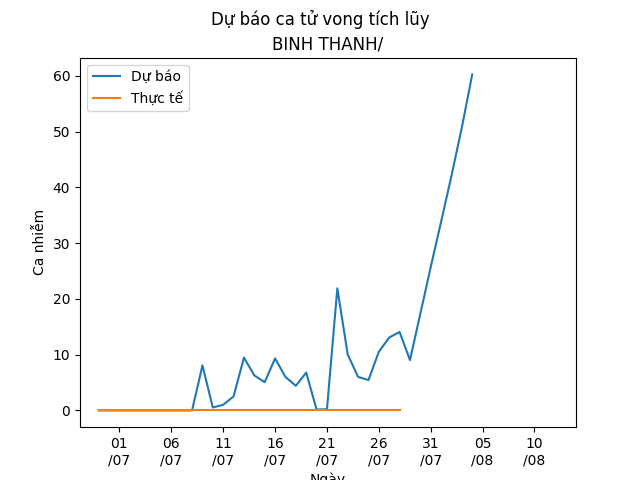 Dự báo ca tử vong tích lũy
BINH THANH/
Dự báo
Thực tế
Ca nhiễm
60
50
40
30
20
10
0
01 06 11 16 21 26 31 05 10
/07 /07 /07 /07 /07 /07 /07 /08 /08
Ngày